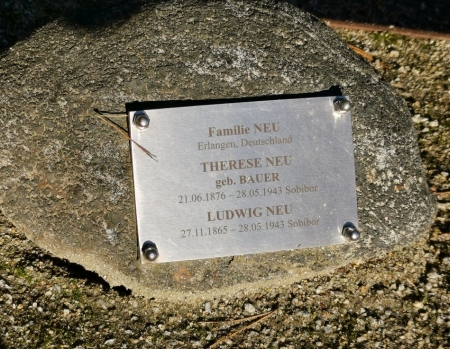 Familie NEU
Erlangen, Deutschland
THERESE NEU
geb. BAUER
21.06.1876 – 28.05.1943 Sobibor
LUDWIG NEU
27.11.1865 – 28.05.1943 Sobibor